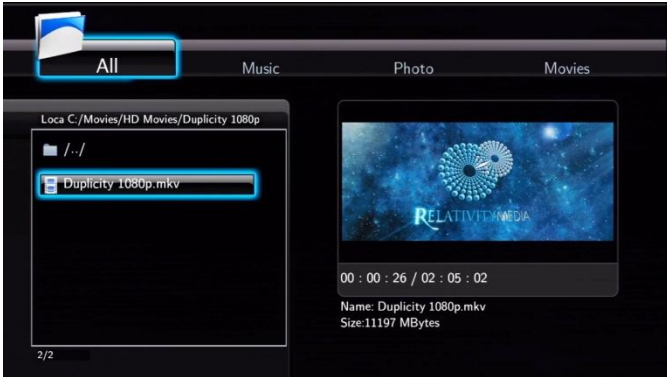 All
Music
Photo
Movies
Loca C:/Movies/HD Movies/Duplicity 1080p
/../
Duplicity 1080p.mkv
2/2
RELATIVITY MEDIA
00 : 00 : 26 / 02 : 05 : 02
Name: Duplicity 1080p.mkv
Size:11197 MBytes